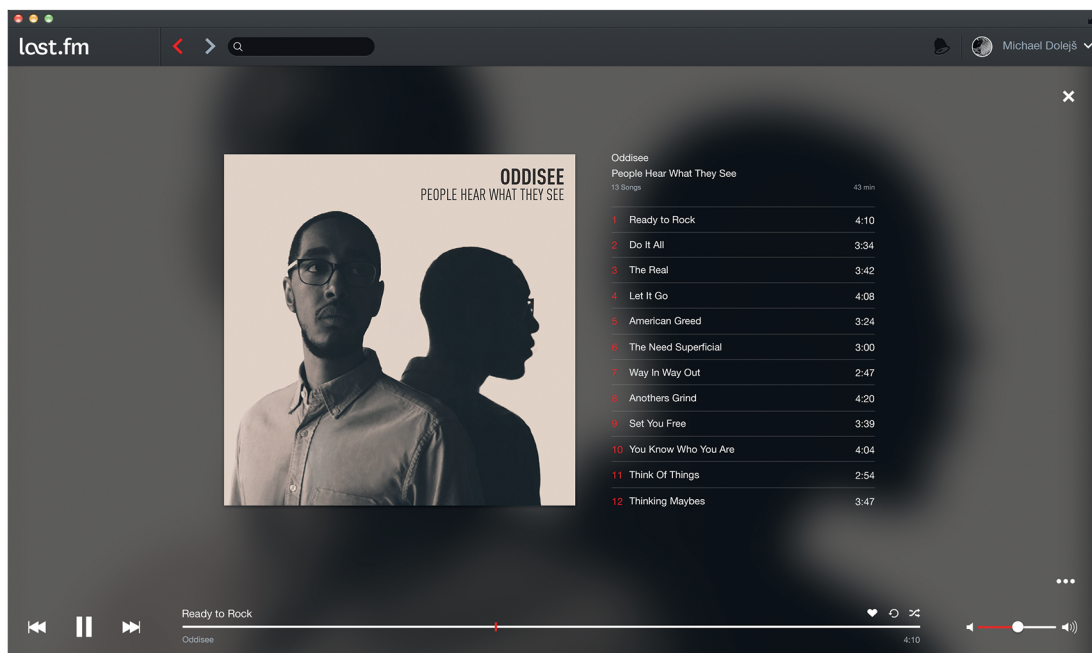 last.fm
Michael Dolejš
ODDISEE
PEOPLE HEAR WHAT THEY SEE
Oddisee
People Hear What They See
13 Songs 43 min
1 Ready to Rock 4:10
2 Do It All 3:34
3 The Real 3:42
4 Let It Go 4:08
5 American Greed 3:24
6 The Need Superficial 3:00
7 Way In Way Out 2:47
8 Anothers Grind 4:20
9 Set You Free 3:39
10 You Know Who You Are 4:04
11 Think Of Things 2:54
12 Thinking Maybes 3:47
Ready to Rock
Oddisee 4:10